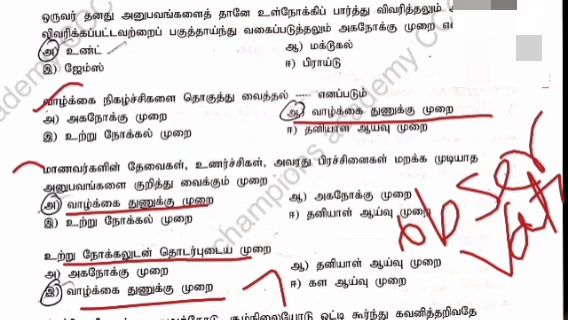 ஒருவர் தனது அனுபவங்களைத் தானே உள்நோக்கிப் பார்த்து விவரித்தலும்
விவரிக்கப்பட்டவற்றைப் பகுத்தாய்ந்து வகைப்படுத்தலும் அகநோக்கு முறை
அ) உண்ட் ஆ) மக்டூகல்
இ) ஜேம்ஸ் ஈ) பிராய்டு
வாழ்க்கை நிகழ்ச்சிகளை தொகுத்து வைத்தல் ---- எனப்படும்
அ) அகநோக்கு முறை ஆ) வாழ்க்கை துணுக்கு முறை
இ) உற்று நோக்கல் முறை ஈ) தனியாள் ஆய்வு முறை
மாணவர்களின் தேவைகள், உணர்ச்சிகள், அவரது பிரச்சினைகள் மறக்க முடியாத
அனுபவங்களை குறித்து வைக்கும் முறை
அ) வாழ்க்கை துணுக்கு முறை ஆ) அகநோக்கு முறை
இ) உற்று நோக்கல் முறை ஈ) தனியாள் ஆய்வு முறை
உற்று நோக்கலுடன் தொடர்புடைய முறை
அ) அகநோக்கு முறை ஆ) தனியாள் ஆய்வு முறை
இ) வாழ்க்கை துணுக்கு முறை ஈ) கள ஆய்வு முறை
சூழ்நிலையோடு ஒட்டி கூர்ந்து கவனித்தறிவதே
champions academy CCC